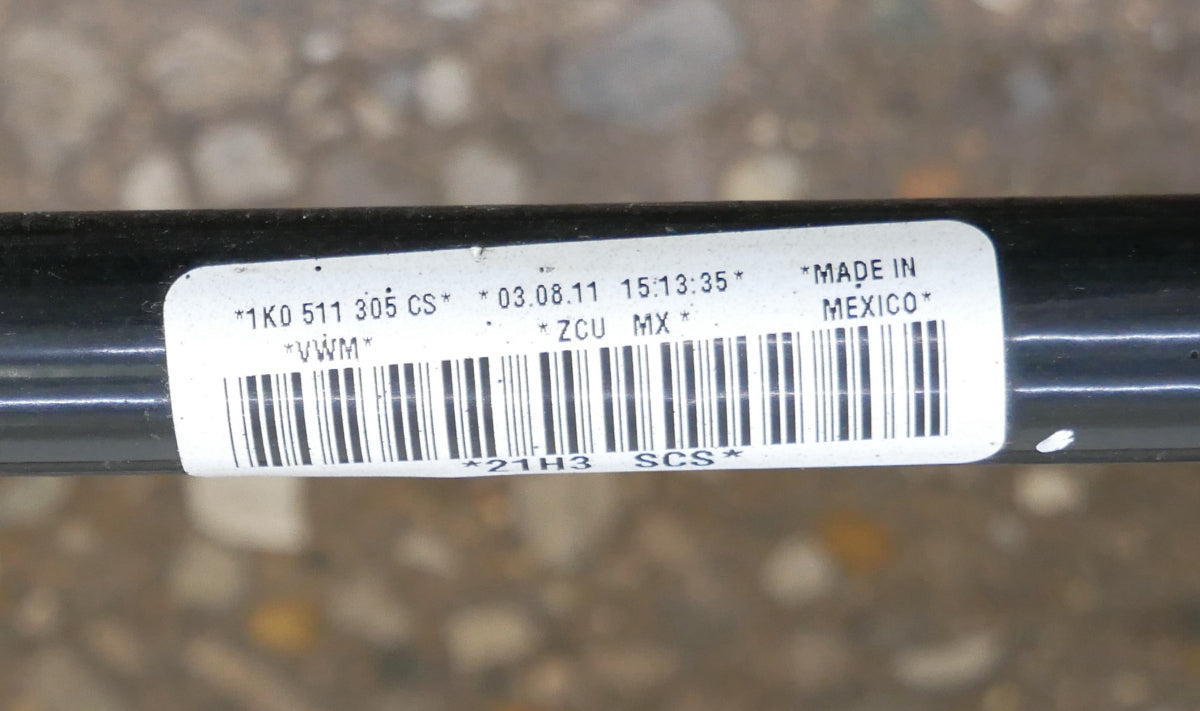 *1K0 511 305 CS* *03.08.11 15:13:35* *MADE IN
*VWM* *ZCU MX* MEXICO*
*21H3 SCS*